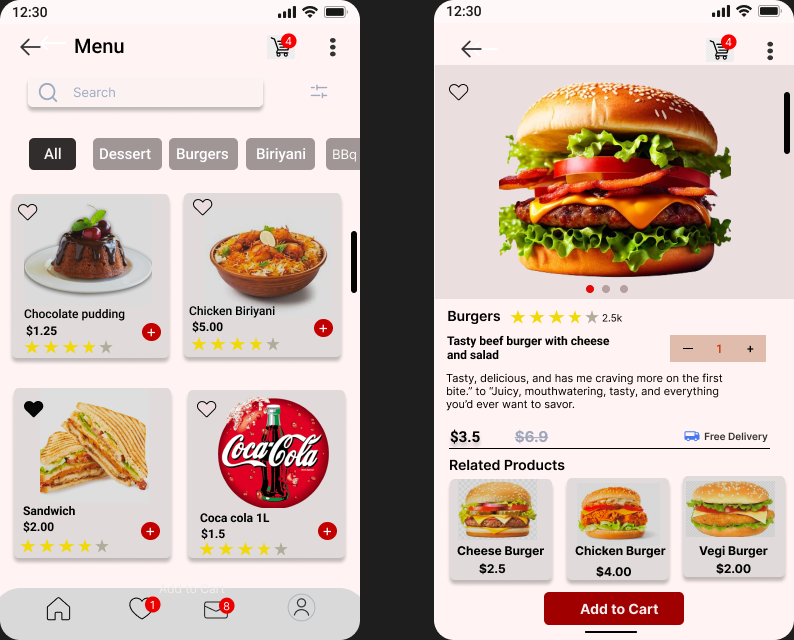 12:30
Menu
4
Search
All
Dessert
Burgers
Biriyani
BBq
Chocolate pudding
$1.25
+
Chicken Biriyani
$5.00
+
Sandwich
$2.00
+
Coca-Cola
Coca cola 1L
$1.5
+
Add to Cart
1
8
12:30
4
Burgers
2.5k
Tasty beef burger with cheese
and salad
— 1 +
Tasty, delicious, and has me craving more on the first
bite.” to “Juicy, mouthwatering, tasty, and everything
you’d ever want to savor.
$3.5 $6.9 Free Delivery
Related Products
Cheese Burger
$2.5
Chicken Burger
$4.00
Vegi Burger
$2.00
Add to Cart